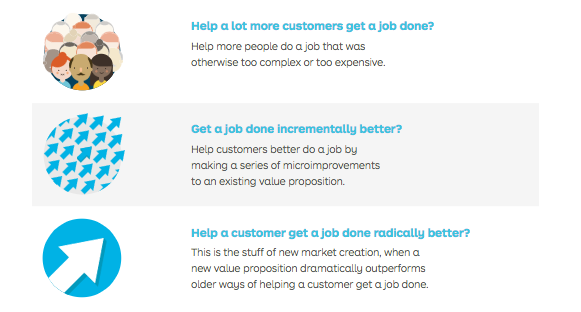 Help a lot more customers get a job done?
Help more people do a job that was
otherwise too complex or too expensive.
Get a job done incrementally better?
Help customers better do a job by
making a series of microimprovements
to an existing value proposition.
Help a customer get a job done radically better?
This is the stuff of new market creation, when a
new value proposition dramatically outperforms
older ways of helping a customer get a job done.